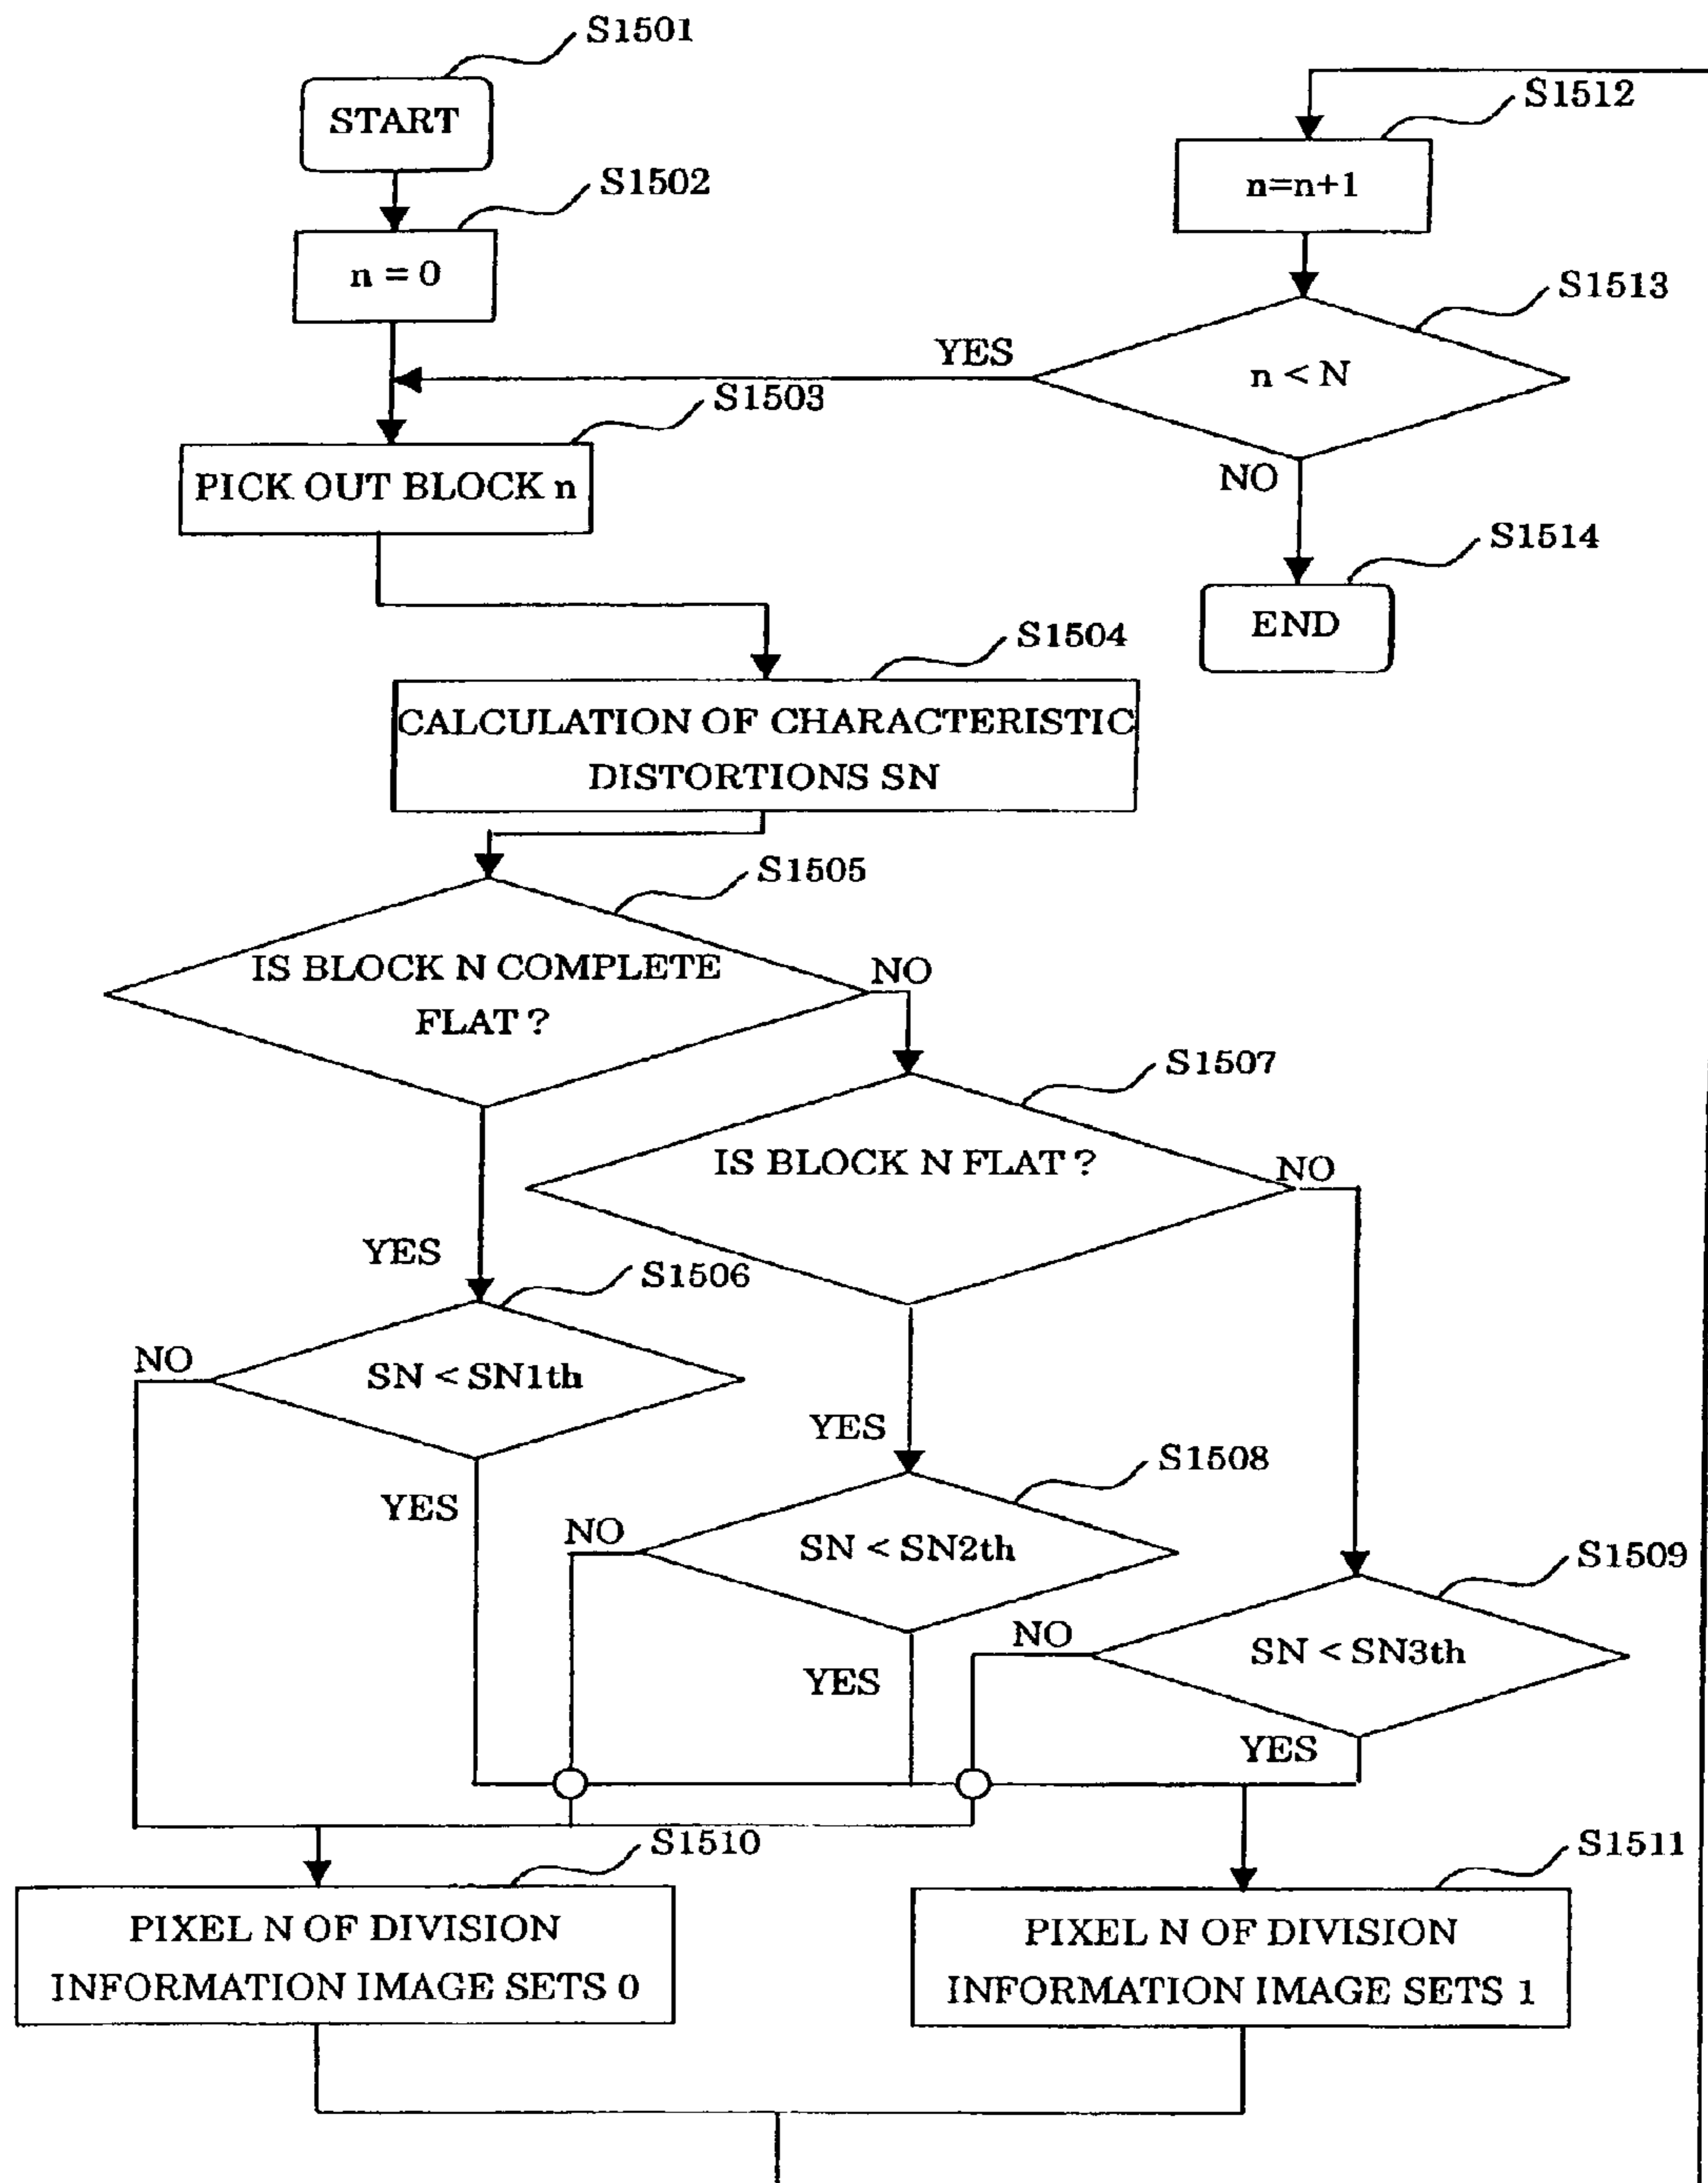 S1501
START
S1502
n = 0
S1503
PICK OUT BLOCK n
S1504
CALCULATION OF CHARACTERISTIC
DISTORTIONS SN
S1505
IS BLOCK N COMPLETE
FLAT ?
NO
YES
S1507
IS BLOCK N FLAT ?
NO
YES
S1506
SN < SN1th
NO
YES
S1508
SN < SN2th
NO
YES
S1509
SN < SN3th
NO
YES
S1510
PIXEL N OF DIVISION
INFORMATION IMAGE SETS 0
S1511
PIXEL N OF DIVISION
INFORMATION IMAGE SETS 1
S1512
n=n+1
S1513
n < N
YES
NO
S1514
END